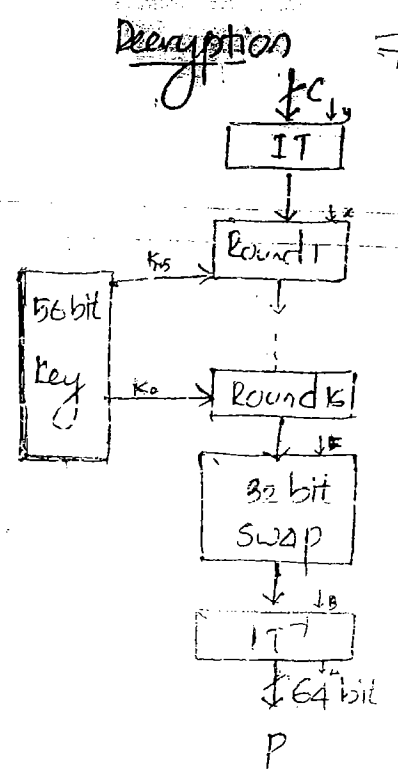 Decryption
C
y
IT
x
Round 1
K15
56 bit
Key
K0
Round 16
32 bit
Swap
B
IT⁻¹
64 bit
P